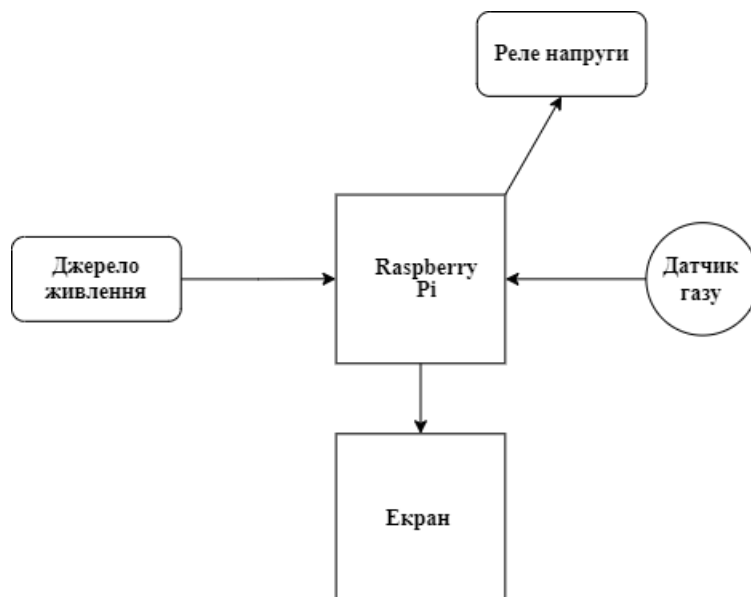 Реле напруги
Джерело
живлення
Raspberry
Pi
Датчик
газу
Екран